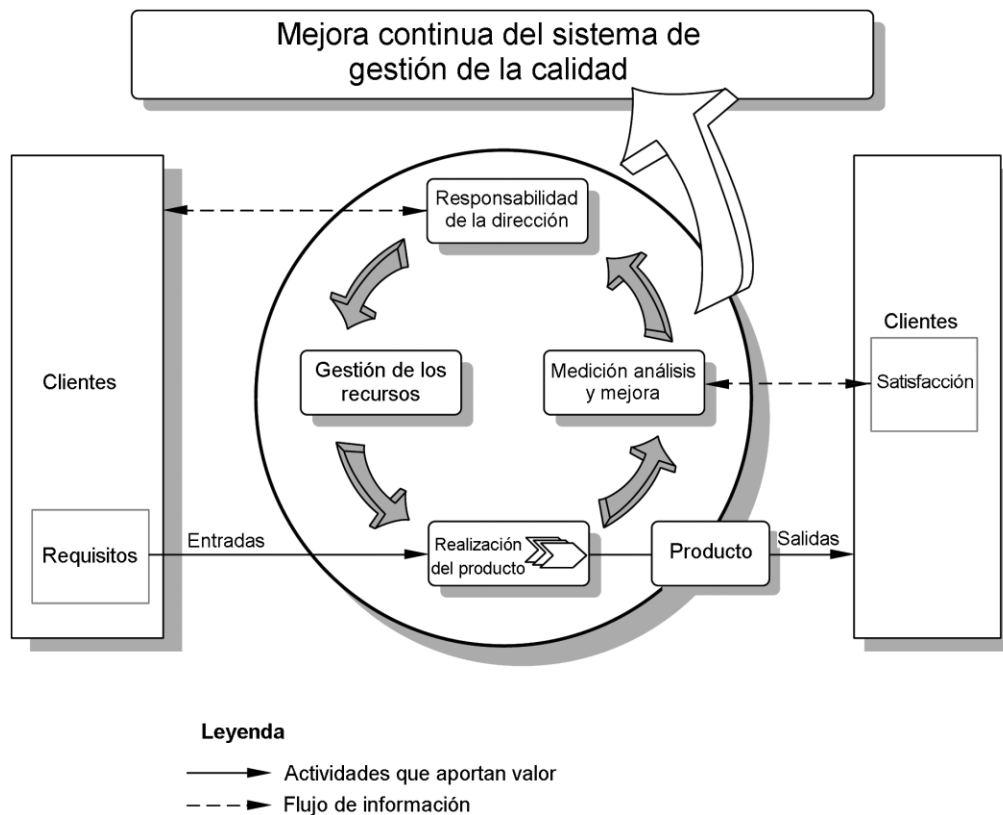 Mejora continua del sistema de
gestión de la calidad
Responsabilidad
de la dirección
Clientes
Gestión de los
recursos
Medición análisis
y mejora
Clientes
Satisfacción
Requisitos
Entradas
Realización
del producto
Producto
Salidas
Leyenda
Actividades que aportan valor
Flujo de información